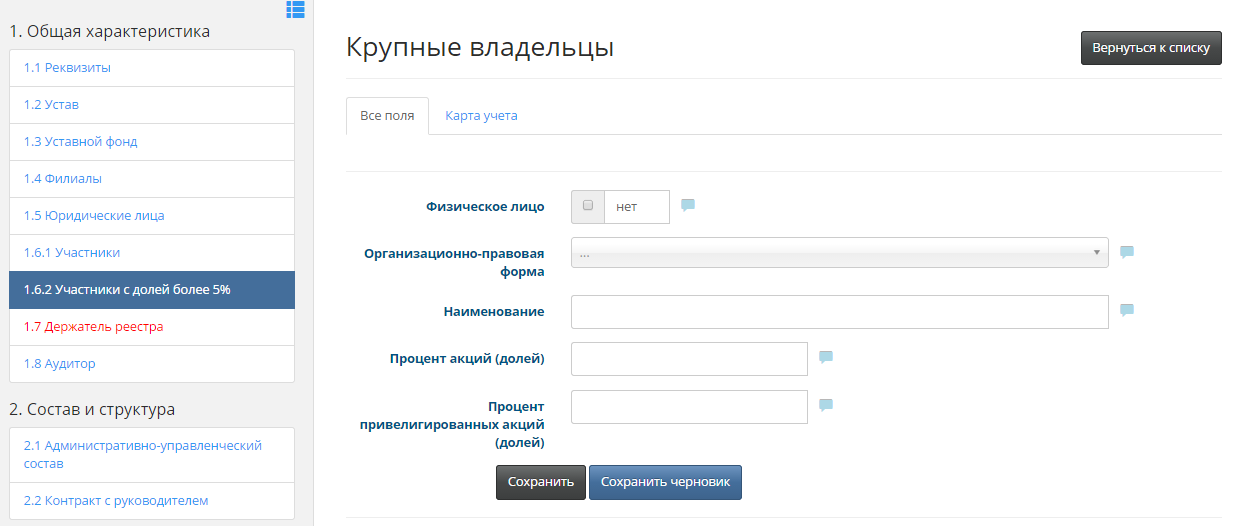 1. Общая характеристика
1.1 Реквизиты
1.2 Устав
1.3 Уставной фонд
1.4 Филиалы
1.5 Юридические лица
1.6.1 Участники
1.6.2 Участники с долей более 5%
1.7 Держатель реестра
1.8 Аудитор
2. Состав и структура
2.1 Административно-управленческий
состав
2.2 Контракт с руководителем
Крупные владельцы
Вернуться к списку
Все поля
Карта учета
Физическое лицо
нет
Организационно-правовая
форма
...
Наименование
Процент акций (долей)
Процент
привелигированных акций
(долей)
Сохранить
Сохранить черновик